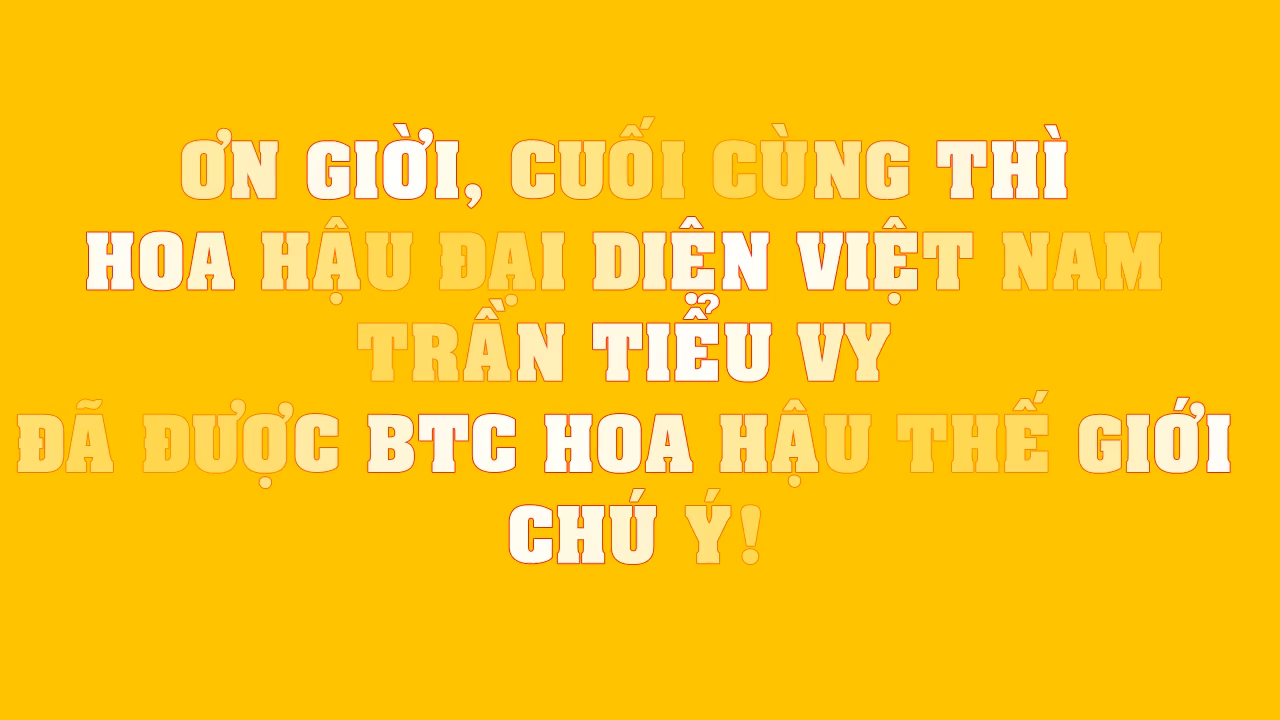 ƠN GIỜI, CUỐI CÙNG THÌ
HOA HẬU ĐẠI DIỆN VIỆT NAM
TRẦN TIỂU VY
ĐÃ ĐƯỢC BTC HOA HẬU THẾ GIỚI
CHÚ Ý!